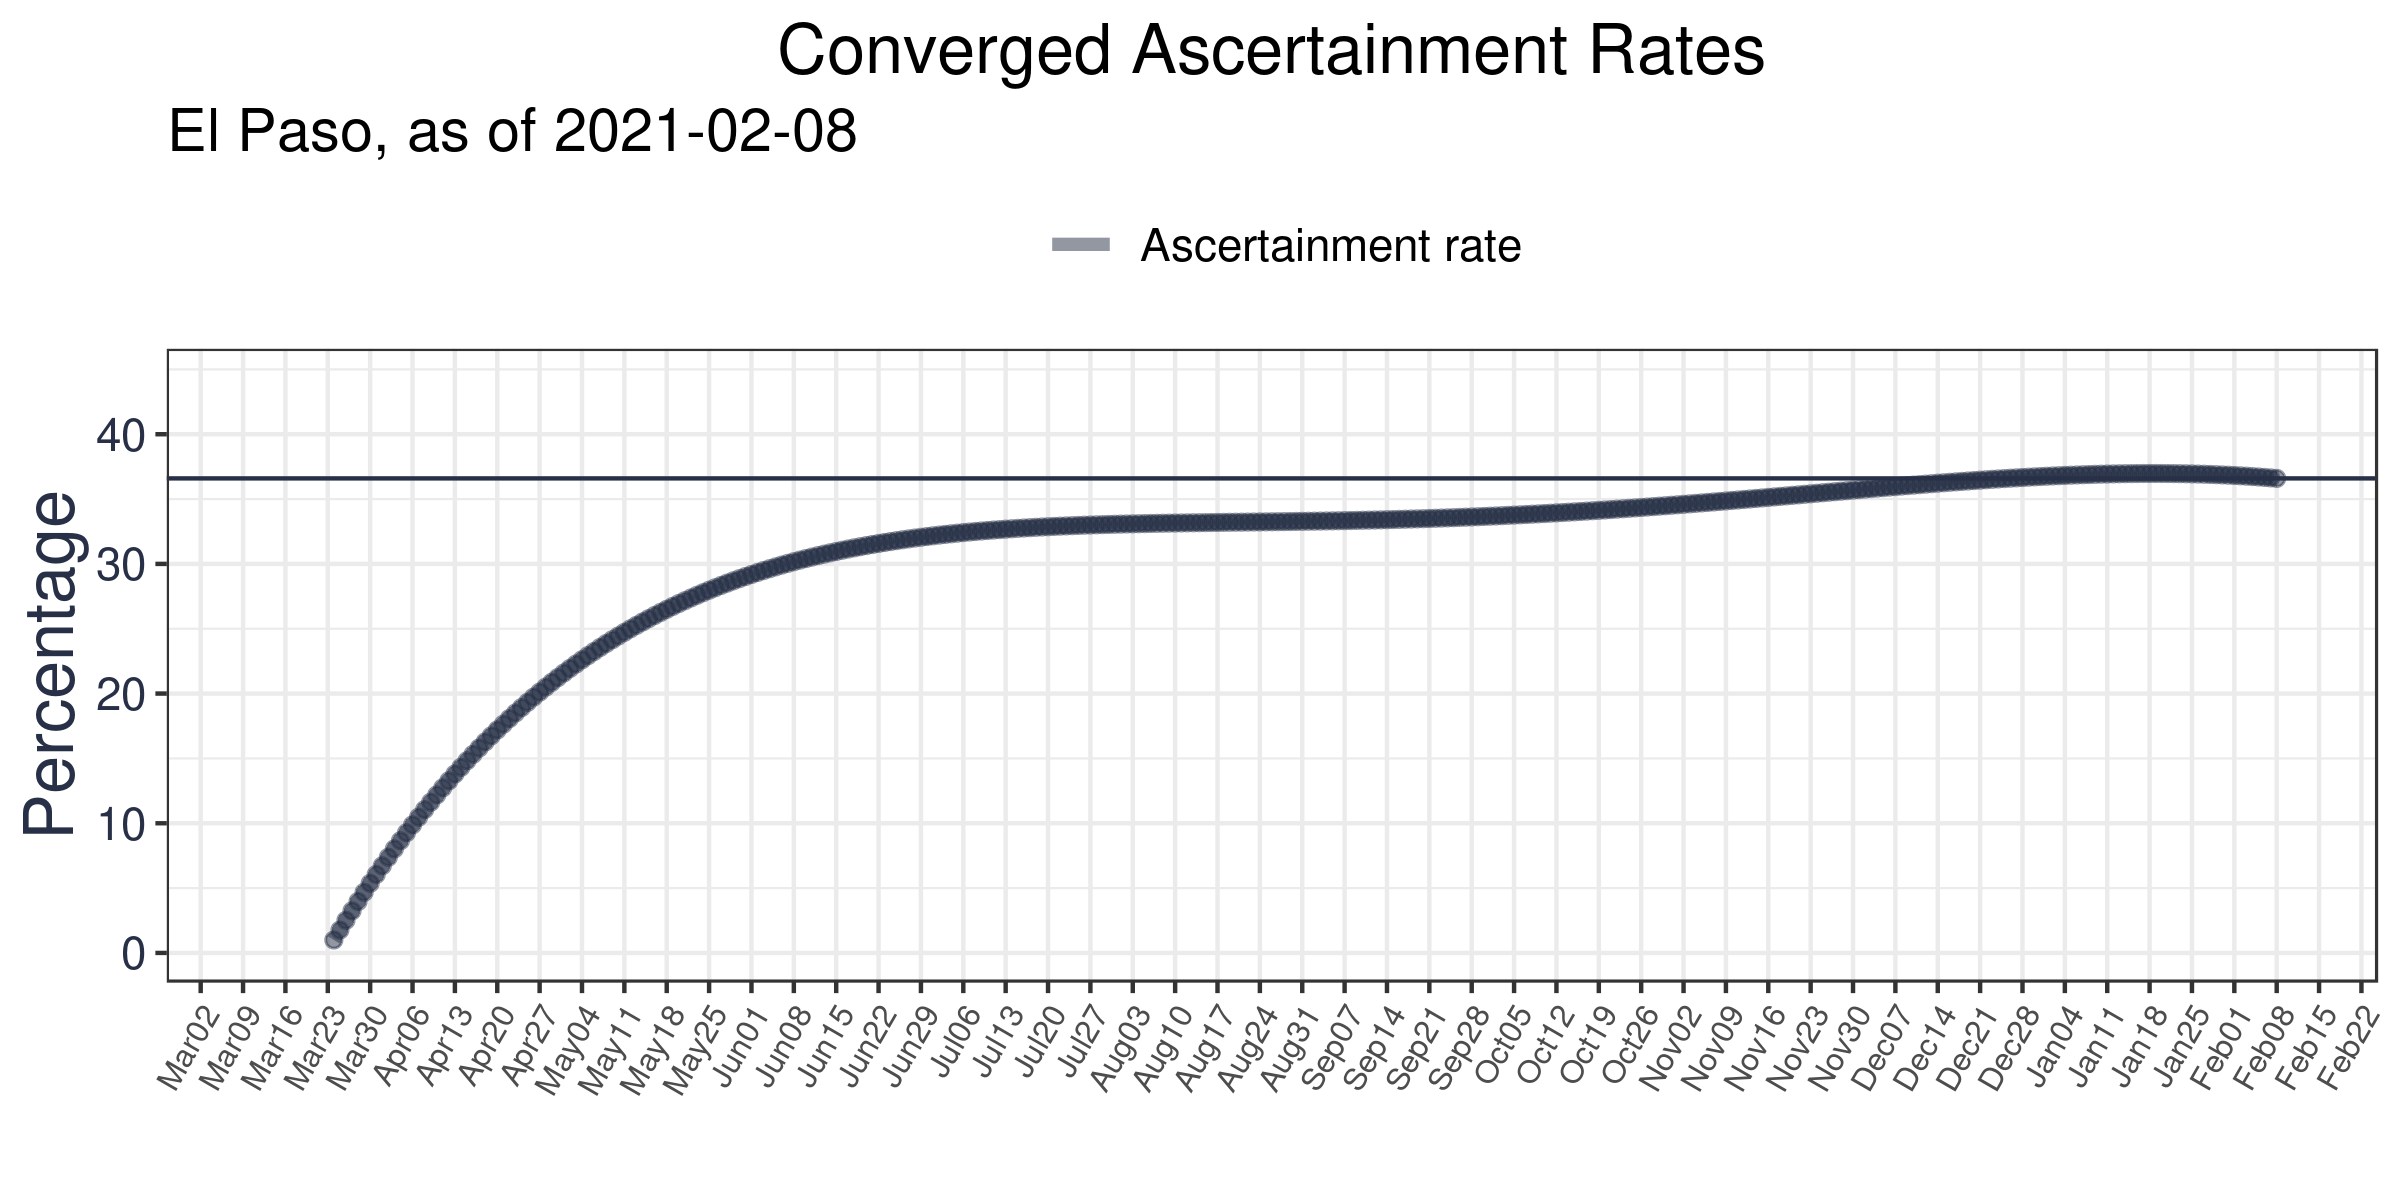 Converged Ascertainment Rates
El Paso, as of 2021-02-08
Ascertainment rate
Percentage
40
30
20
10
0
Mar02 Mar09 Mar16 Mar23 Mar30 Apr06 Apr13 Apr20 Apr27 May04 May11 May18 May25 Jun01 Jun08 Jun15 Jun22 Jun29 Jul06 Jul13 Jul20 Jul27 Aug03 Aug10 Aug17 Aug24 Aug31 Sep07 Sep14 Sep21 Sep28 Oct05 Oct12 Oct19 Oct26 Nov02 Nov09 Nov16 Nov23 Nov30 Dec07 Dec14 Dec21 Dec28 Jan04 Jan11 Jan18 Jan25 Feb01 Feb08 Feb15 Feb22